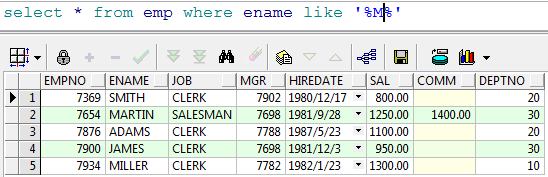 select * from emp where ename like '%M%'
EMPNO ENAME JOB MGR HIREDATE SAL COMM DEPTNO
1 7369 SMITH CLERK 7902 1980/12/17 800.00 20
2 7654 MARTIN SALESMAN 7698 1981/9/28 1250.00 1400.00 30
3 7876 ADAMS CLERK 7788 1987/5/23 1100.00 20
4 7900 JAMES CLERK 7698 1981/12/3 950.00 30
5 7934 MILLER CLERK 7782 1982/1/23 1300.00 10